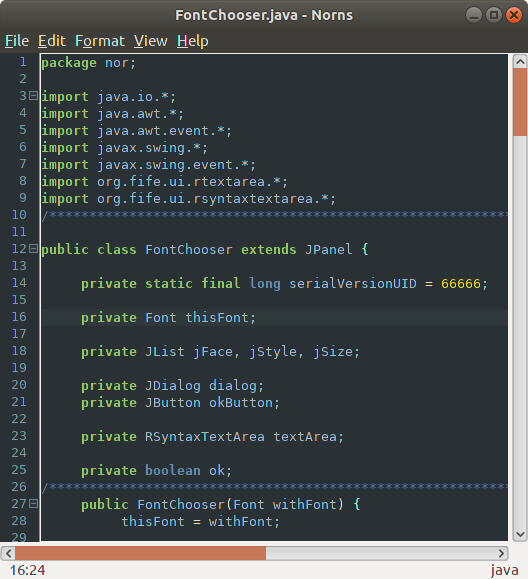 FontChooser.java - Norns
File Edit Format View Help
1 package nor;
2
3 import java.io.*;
4 import java.awt.*;
5 import java.awt.event.*;
6 import javax.swing.*;
7 import javax.swing.event.*;
8 import org.fife.ui.rtextarea.*;
9 import org.fife.ui.rsyntaxtextarea.*;
10 /**********************************************************
11
12 public class FontChooser extends JPanel {
13
14 private static final long serialVersionUID = 66666;
15
16 private Font thisFont;
17
18 private JList jFace, jStyle, jSize;
19
20 private JDialog dialog;
21 private JButton okButton;
22
23 private RSyntaxTextArea textArea;
24
25 private boolean ok;
26 /**********************************************************
27 public FontChooser(Font withFont) {
28 thisFont = withFont;
29
16:24 java